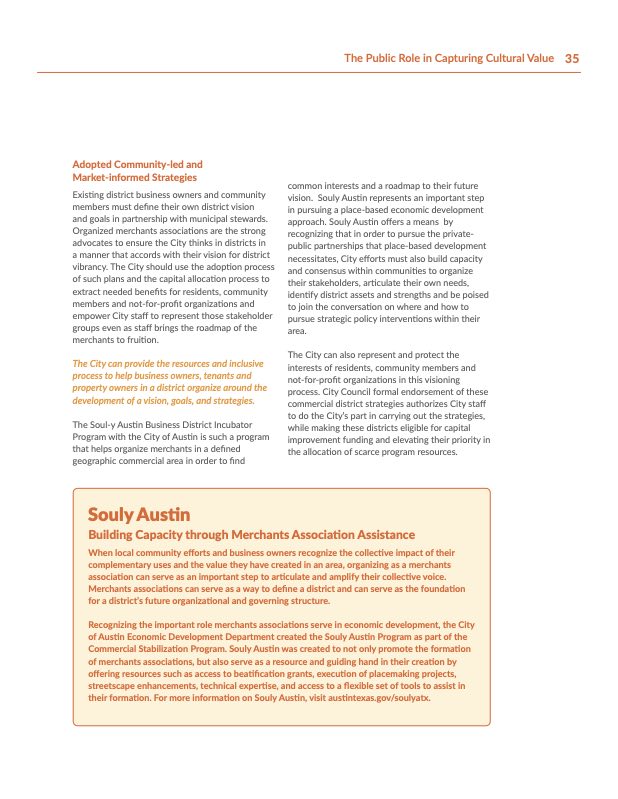 The Public Role in Capturing Cultural Value 35
Adopted Community-led and
Market-informed Strategies
Existing district business owners and community
members must define their own district vision
and goals in partnership with municipal stewards.
Organized merchants associations are the strong
advocates to ensure the City thinks in districts in
a manner that accords with their vision for district
vibrancy. The City should use the adoption process
of such plans and the capital allocation process to
extract needed benefits for residents, community
members and not-for-profit organizations and
empower City staff to represent those stakeholder
groups even as staff brings the roadmap of the
merchants to fruition.
The City can provide the resources and inclusive
process to help business owners, tenants and
property owners in a district organize around the
development of a vision, goals, and strategies.
The Soul-y Austin Business District Incubator
Program with the City of Austin is such a program
that helps organize merchants in a defined
geographic commercial area in order to find
common interests and a roadmap to their future
vision.  Souly Austin represents an important step
in pursuing a place-based economic development
approach. Souly Austin offers a means  by
recognizing that in order to pursue the private-
public partnerships that place-based development
necessitates, City efforts must also build capacity
and consensus within communities to organize
their stakeholders, articulate their own needs,
identify district assets and strengths and be poised
to join the conversation on where and how to
pursue strategic policy interventions within their
area.
The City can also represent and protect the
interests of residents, community members and
not-for-profit organizations in this visioning
process. City Council formal endorsement of these
commercial district strategies authorizes City staff
to do the City's part in carrying out the strategies,
while making these districts eligible for capital
improvement funding and elevating their priority in
the allocation of scarce program resources.
Souly Austin
Building Capacity through Merchants Association Assistance
When local community efforts and business owners recognize the collective impact of their
complementary uses and the value they have created in an area, organizing as a merchants
association can serve as an important step to articulate and amplify their collective voice.
Merchants associations can serve as a way to define a district and can serve as the foundation
for a district's future organizational and governing structure.
Recognizing the important role merchants associations serve in economic development, the City
of Austin Economic Development Department created the Souly Austin Program as part of the
Commercial Stabilization Program. Souly Austin was created to not only promote the formation
of merchants associations, but also serve as a resource and guiding hand in their creation by
offering resources such as access to beatification grants, execution of placemaking projects,
streetscape enhancements, technical expertise, and access to a flexible set of tools to assist in
their formation. For more information on Souly Austin, visit austintexas.gov/soulyatx.